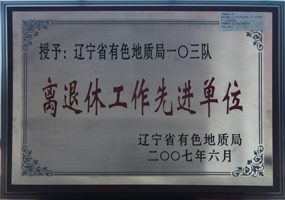 授予：辽宁省有色地质局一〇三队
离退休工作先进单位
辽宁省有色地质局
二〇〇七年六月